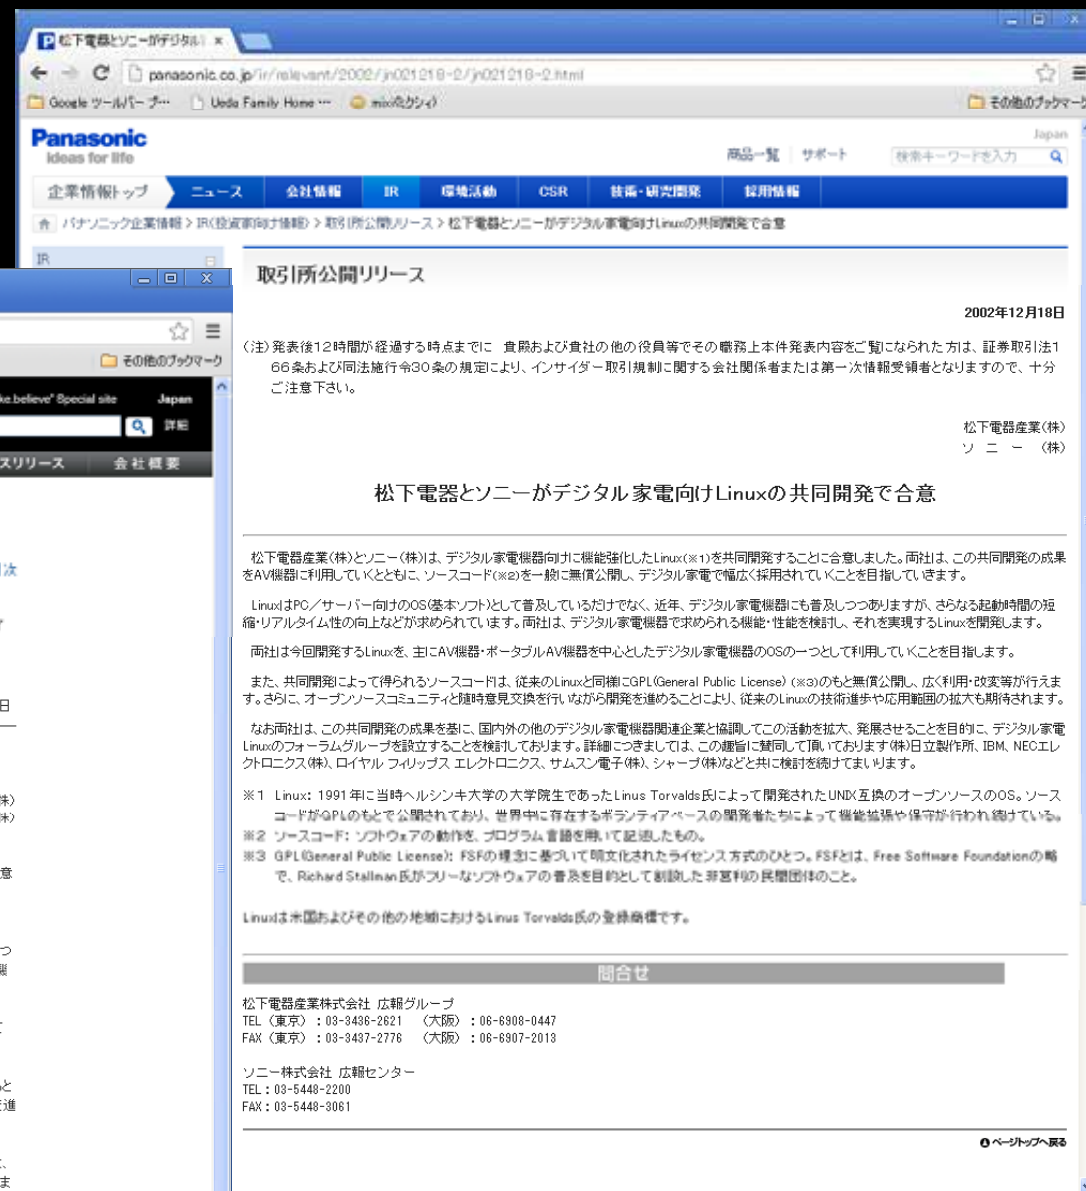 松下電器とソニーがデジタル
panasonic.co.jp/ir/relevant/2002/jn021218-2/jn021218-2.html
Google ツールバー ブ… Ueda Family Home … mixi(ミクシィ) その他のブックマーク
Panasonic
ideas for life
Japan
商品一覧 サポート 検索キーワードを入力
企業情報トップ ニュース 会社情報 IR 環境活動 CSR 技術・研究開発 採用情報
パナソニック企業情報 > IR(投資家向け情報) > 取引所公開リリース > 松下電器とソニーがデジタル家電向けLinuxの共同開発で合意
IR
取引所公開リリース
2002年12月18日
(注) 発表後12時間が経過する時点までに 貴殿および貴社の他の役員等でその職務上本件発表内容をご覧になられた方は、証券取引法1
66条および同法施行令30条の規定により、インサイダー取引規制に関する会社関係者または第一次情報受領者となりますので、十分
ご注意下さい。
松下電器産業(株)
ソ ニ ー (株)
松下電器とソニーがデジタル家電向けLinuxの共同開発で合意
松下電器産業(株)とソニー(株)は、デジタル家電機器向けに機能強化したLinux(※1)を共同開発することに合意しました。両社は、この共同開発の成果
をAV機器に利用していくとともに、ソースコード(※2)を一般に無償公開し、デジタル家電で幅広く採用されていくことを目指していきます。
LinuxはPC／サーバー向けのOS(基本ソフト)として普及しているだけでなく、近年、デジタル家電機器にも普及しつつありますが、さらなる起動時間の短
縮・リアルタイム性の向上などが求められています。両社は、デジタル家電機器で求められる機能・性能を検討し、それを実現するLinuxを開発します。
両社は今回開発するLinuxを、主にAV機器・ポータブルAV機器を中心としたデジタル家電機器のOSの一つとして利用していくことを目指します。
また、共同開発によって得られるソースコードは、従来のLinuxと同様にGPL(General Public License) (※3)のもと無償公開し、広く利用・改変等が行えま
す。さらに、オープンソースコミュニティと随時意見交換を行いながら開発を進めることにより、従来のLinuxの技術進歩や応用範囲の拡大も期待されます。
なお両社は、この共同開発の成果を基に、国内外の他のデジタル家電機器関連企業と協調してこの活動を拡大、発展させることを目的に、デジタル家電
Linuxのフォーラムグループを設立することを検討しております。詳細につきましては、この趣旨に賛同して頂いております(株)日立製作所、IBM、NECエレ
クトロニクス(株)、ロイヤル フィリップス エレクトロニクス、サムスン電子(株)、シャープ(株)などと共に検討を続けてまいります。
※1 Linux: 1991年に当時ヘルシンキ大学の大学院生であったLinus Torvalds氏によって開発されたUNIX互換のオープンソースのOS。ソース
コードがGPLのもとで公開されており、世界中に存在するボランティアベースの開発者たちによって機能拡張や保守が行われ続けている。
※2 ソースコード: ソフトウェアの動作を、プログラム言語を用いて記述したもの。
※3 GPL(General Public License): FSFの理念に基づいて明文化されたライセンス方式のひとつ。FSFとは、Free Software Foundationの略
で、Richard Stallman氏がフリーなソフトウェアの普及を目的として創設した非営利の民間団体のこと。
Linuxは米国およびその他の地域におけるLinus Torvalds氏の登録商標です。
問合せ
松下電器産業株式会社 広報グループ
TEL (東京) : 03-3436-2621 (大阪) : 06-6908-0447
FAX (東京) : 03-3437-2776 (大阪) : 06-6907-2013
ソニー株式会社 広報センター
TEL : 03-5448-2200
FAX : 03-5448-3061
ページトップへ戻る
その他のブックマーク
ke.believe" Special site Japan
詳細
スリリース 会社概要
次
日
株)
株)
意
つ
機
と
進
ま